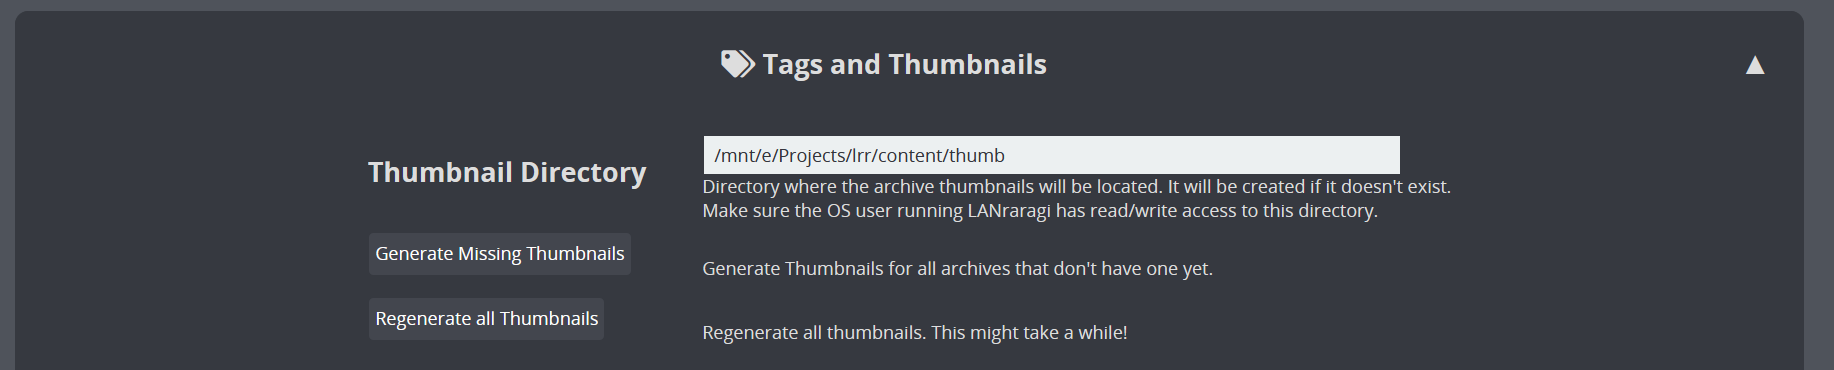 Tags and Thumbnails
▲
Thumbnail Directory
/mnt/e/Projects/lrr/content/thumb
Directory where the archive thumbnails will be located. It will be created if it doesn't exist.
Make sure the OS user running LANraragi has read/write access to this directory.
Generate Missing Thumbnails
Generate Thumbnails for all archives that don't have one yet.
Regenerate all Thumbnails
Regenerate all thumbnails. This might take a while!